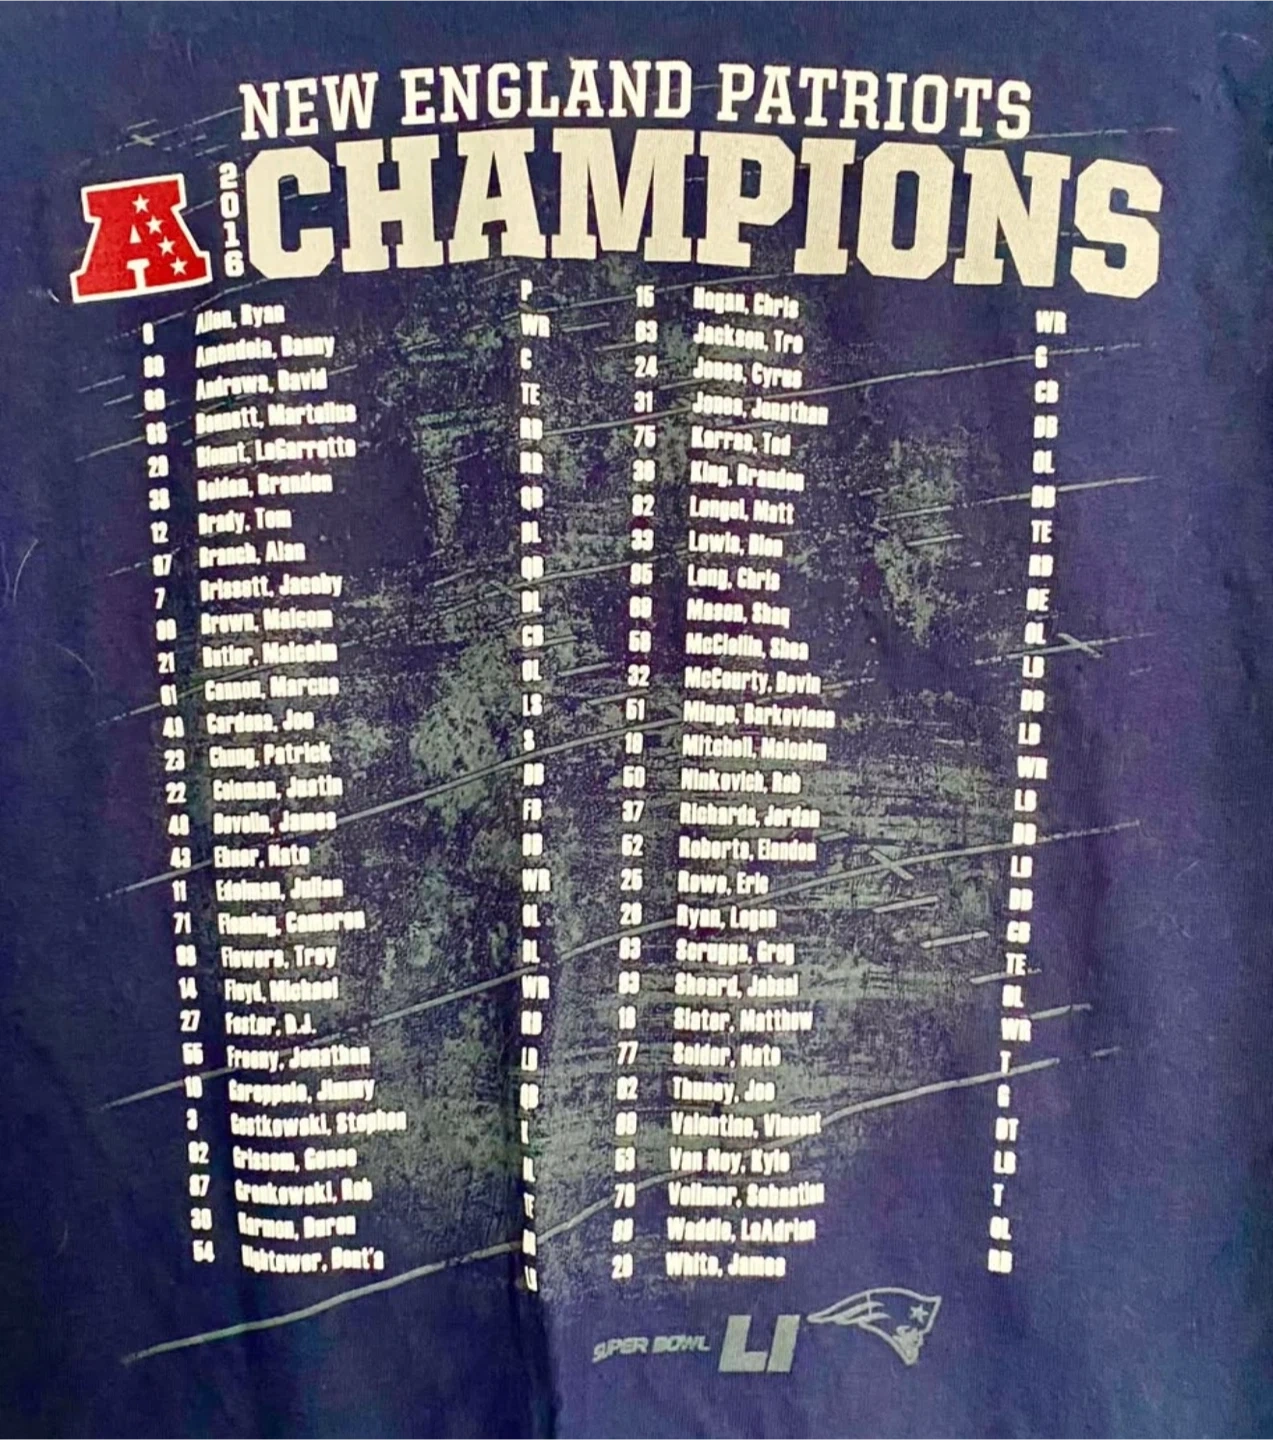 NEW ENGLAND PATRIOTS
2016
CHAMPIONS
Allen, Ryan P
Amendola, Danny WR
Andrews, David C
88 Bennett, Martellus TE
29 Blount, LeGarrette RB
38 Bolden, Brandon RB
12 Brady, Tom QB
97 Branch, Alan DL
7 Brissett, Jacoby QB
90 Brown, Malcom DL
21 Butler, Malcolm CB
61 Cannon, Marcus OL
49 Cardona, Joe LS
23 Chung, Patrick S
22 Coleman, Justin DB
46 Develin, James FB
43 Ebner, Nate DB
11 Edelman, Julian WR
71 Fleming, Cameron OL
98 Flowers, Trey DL
14 Floyd, Michael WR
27 Foster, D.J. RB
55 Freeny, Jonathan LB
10 Garoppolo, Jimmy QB
3 Gostkowski, Stephen K
92 Grissom, Geneo DL
87 Gronkowski, Rob TE
30 Harmon, Duron DB
54 Hightower, Dont'a LB
15 Hogan, Chris WR
63 Jackson, Tre G
24 Jones, Cyrus CB
31 Jones, Jonathan DB
75 Karras, Ted OL
36 King, Brandon DB
82 Lengel, Matt TE
33 Lewis, Dion RB
95 Long, Chris DE
69 Mason, Shaq OL
58 McClellin, Shea LB
32 McCourty, Devin DB
51 Mingo, Barkevious LB
19 Mitchell, Malcolm WR
50 Ninkovich, Rob LB
37 Richards, Jordan DB
52 Roberts, Elandon LB
25 Rowe, Eric DB
26 Ryan, Logan CB
83 Scruggs, Greg TE
93 Sheard, Jabaal DL
18 Slater, Matthew WR
77 Solder, Nate T
62 Thuney, Joe G
99 Valentine, Vincent DT
53 Van Noy, Kyle LB
76 Vollmer, Sebastian T
68 Waddle, LaAdrian OL
28 White, James RB
SUPER BOWL LI